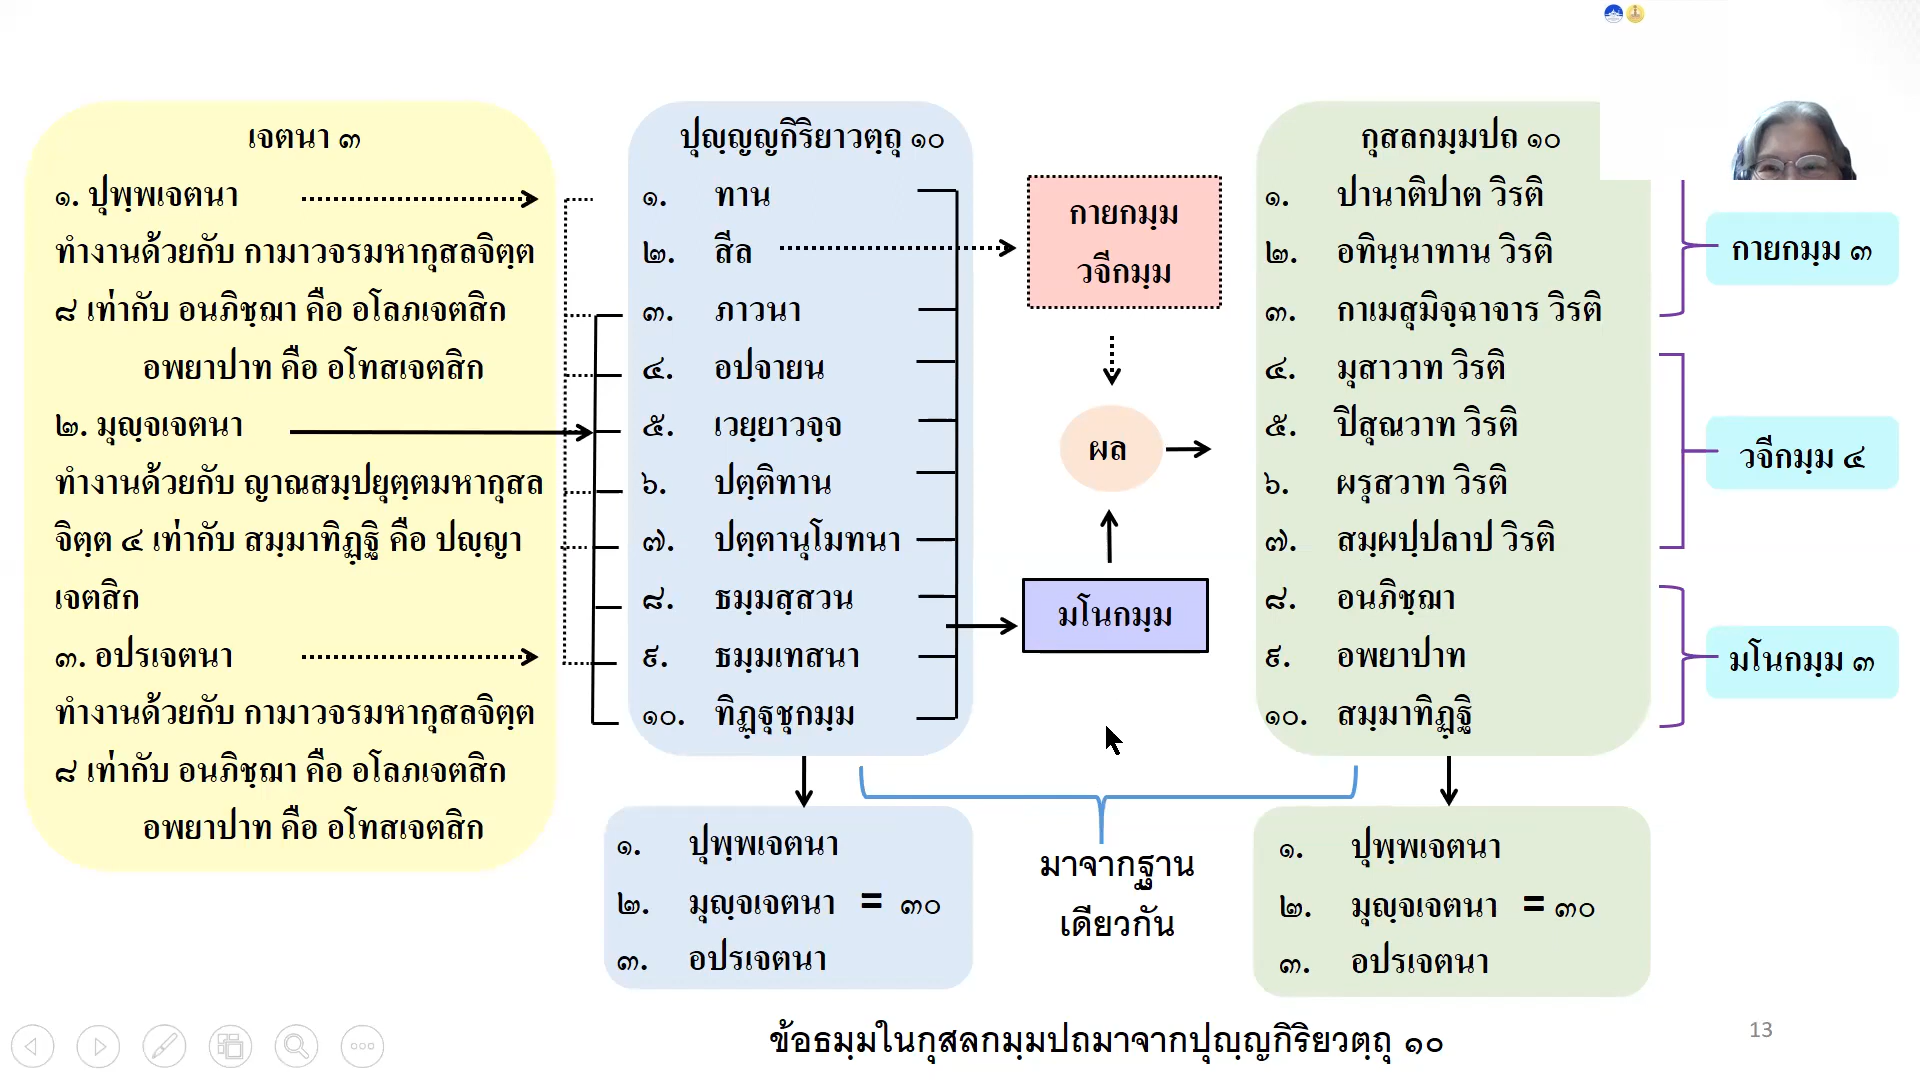 เจตนา ๓
๑. ปุพฺพเจตนา
ทำงานด้วยกับ กามาวจรมหากุสลจิตฺต
๘ เท่ากับ อนภิชฺฌา คือ อโลภเจตสิก
อพยาปาท คือ อโทสเจตสิก
๒. มุญฺจเจตนา
ทำงานด้วยกับ ญาณสมฺปยุตฺตมหากุสล
จิตฺต ๔ เท่ากับ สมฺมาทิฏฺฐิ คือ ปญฺญา
เจตสิก
๓. อปรเจตนา
ทำงานด้วยกับ กามาวจรมหากุสลจิตฺต
๘ เท่ากับ อนภิชฺฌา คือ อโลภเจตสิก
อพยาปาท คือ อโทสเจตสิก
ปุญฺญญกิริยาวตฺถุ ๑๐
๑. ทาน
๒. สีล
๓. ภาวนา
๔. อปจายน
๕. เวยฺยาวจฺจ
๖. ปตฺติทาน
๗. ปตฺตานุโมทนา
๘. ธมฺมสฺสวน
๙. ธมฺมเทสนา
๑๐. ทิฏฺฐุชุกมฺม
กายกมฺม
วจีกมฺม
ผล
มโนกมฺม
กุสลกมฺมปถ ๑๐
๑. ปานาติปาต วิรติ
๒. อทินฺนาทาน วิรติ
๓. กาเมสุมิจฺฉาจาร วิรติ
๔. มุสาวาท วิรติ
๕. ปิสุณวาท วิรติ
๖. ผรุสวาท วิรติ
๗. สมฺผปฺปลาป วิรติ
๘. อนภิชฺฌา
๙. อพยาปาท
๑๐. สมฺมาทิฏฺฐิ
กายกมฺม ๓
วจีกมฺม ๔
มโนกมฺม ๓
๑. ปุพฺพเจตนา
๒. มุญฺจเจตนา = ๓๐
๓. อปรเจตนา
มาจากฐาน
เดียวกัน
๑. ปุพฺพเจตนา
๒. มุญฺจเจตนา = ๓๐
๓. อปรเจตนา
ข้อธมฺมในกุสลกมฺมปถมาจากปุญฺญกิริยวตฺถุ ๑๐
13